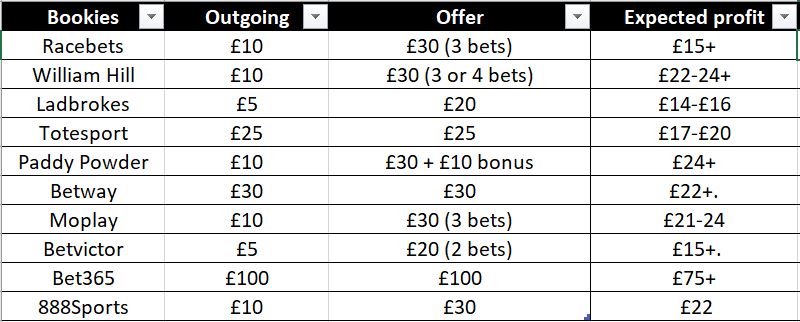 Bookies Outgoing Offer Expected profit
Racebets £10 £30 (3 bets) £15+
William Hill £10 £30 (3 or 4 bets) £22-24+
Ladbrokes £5 £20 £14-£16
Totesport £25 £25 £17-£20
Paddy Powder £10 £30 + £10 bonus £24+
Betway £30 £30 £22+.
Moplay £10 £30 (3 bets) £21-24
Betvictor £5 £20 (2 bets) £15+.
Bet365 £100 £100 £75+
888Sports £10 £30 £22